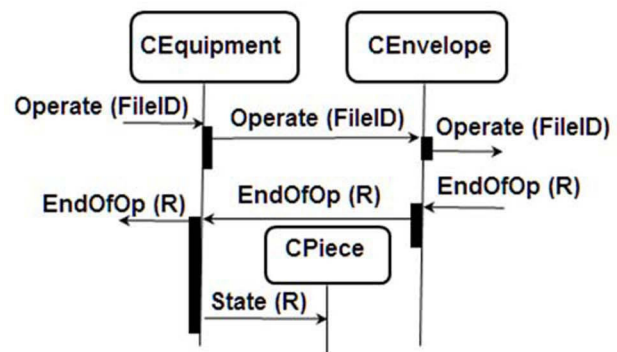 CEquipment
CEnvelope
Operate (FileID)
Operate (FileID)
Operate (FileID)
EndOfOp (R)
EndOfOp (R)
EndOfOp (R)
CPiece
State (R)